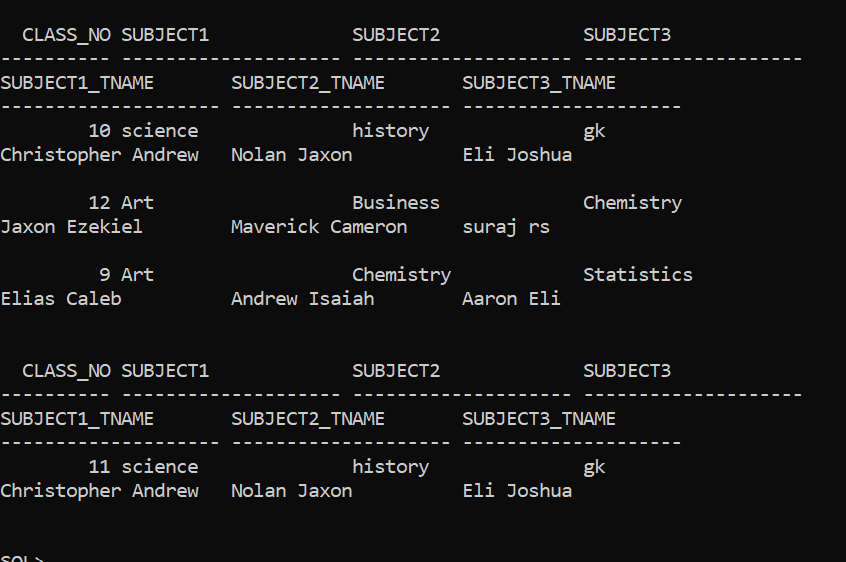 CLASS_NO SUBJECT1 SUBJECT2 SUBJECT3
---------- -------------------- -------------------- --------------------
SUBJECT1_TNAME SUBJECT2_TNAME SUBJECT3_TNAME
-------------------- -------------------- --------------------
10 science history gk
Christopher Andrew Nolan Jaxon Eli Joshua
12 Art Business Chemistry
Jaxon Ezekiel Maverick Cameron suraj rs
9 Art Chemistry Statistics
Elias Caleb Andrew Isaiah Aaron Eli
CLASS_NO SUBJECT1 SUBJECT2 SUBJECT3
---------- -------------------- -------------------- --------------------
SUBJECT1_TNAME SUBJECT2_TNAME SUBJECT3_TNAME
-------------------- -------------------- --------------------
11 science history gk
Christopher Andrew Nolan Jaxon Eli Joshua
SQL>